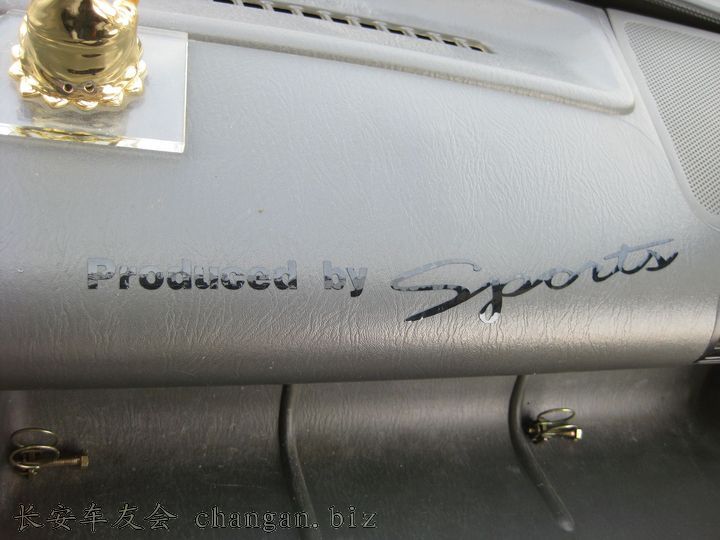 Produced by Sports
长安车友会 changan.biz